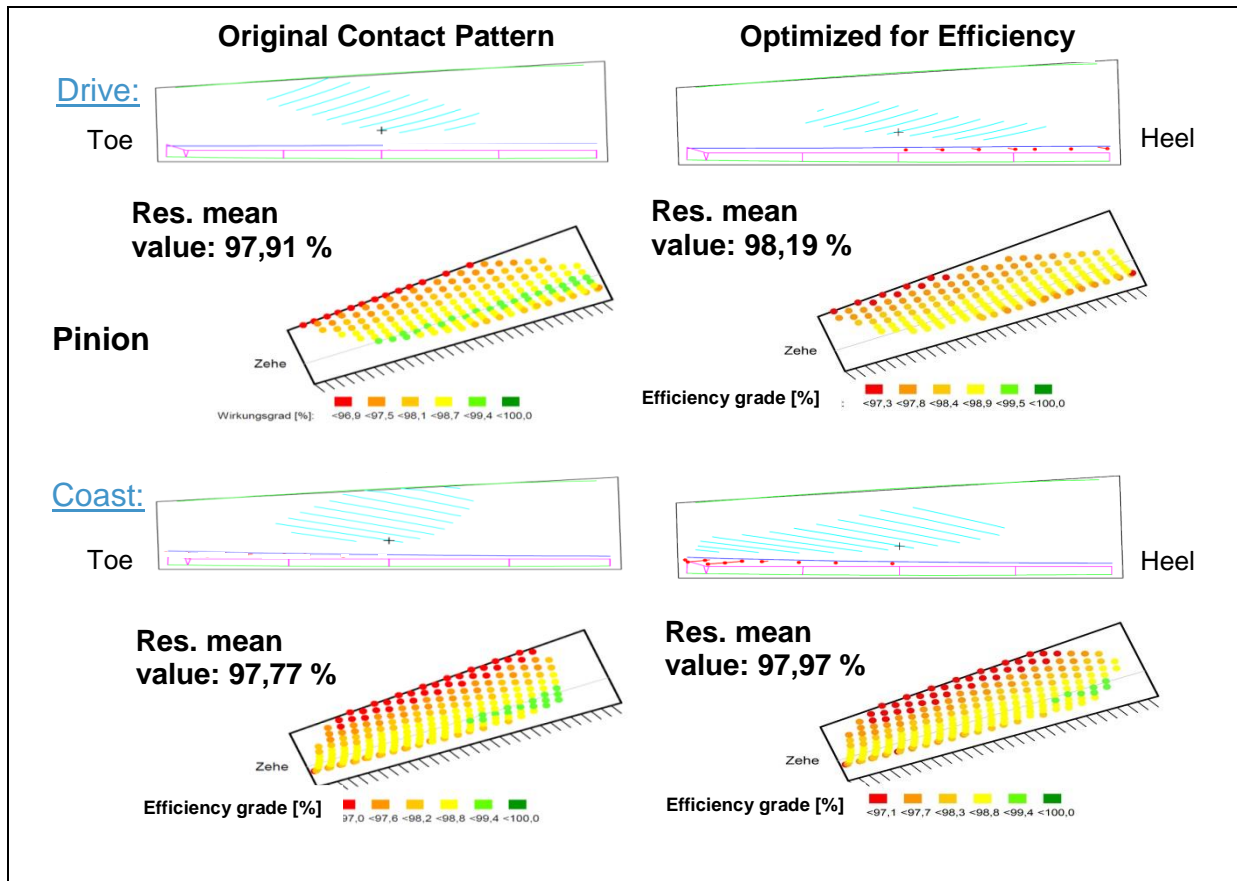 Original Contact Pattern
Optimized for Efficiency
Drive:
Toe
Heel
Res. mean
value: 97,91 %
Res. mean
value: 98,19 %
Pinion
Zehe
Zehe
Wirkungsgrad [%]:
<96,9 <97,5 <98,1 <98,7 <99,4 <100,0
Efficiency grade [%] :
<97,3 <97,8 <98,4 <98,9 <99,5 <100,0
Coast:
Toe
Heel
Res. mean
value: 97,77 %
Res. mean
value: 97,97 %
Zehe
Zehe
Efficiency grade [%]
97,0 <97,6 <98,2 <98,8 <99,4 <100,0
Efficiency grade [%]
<97,1 <97,7 <98,3 <98,8 <99,4 <100,0